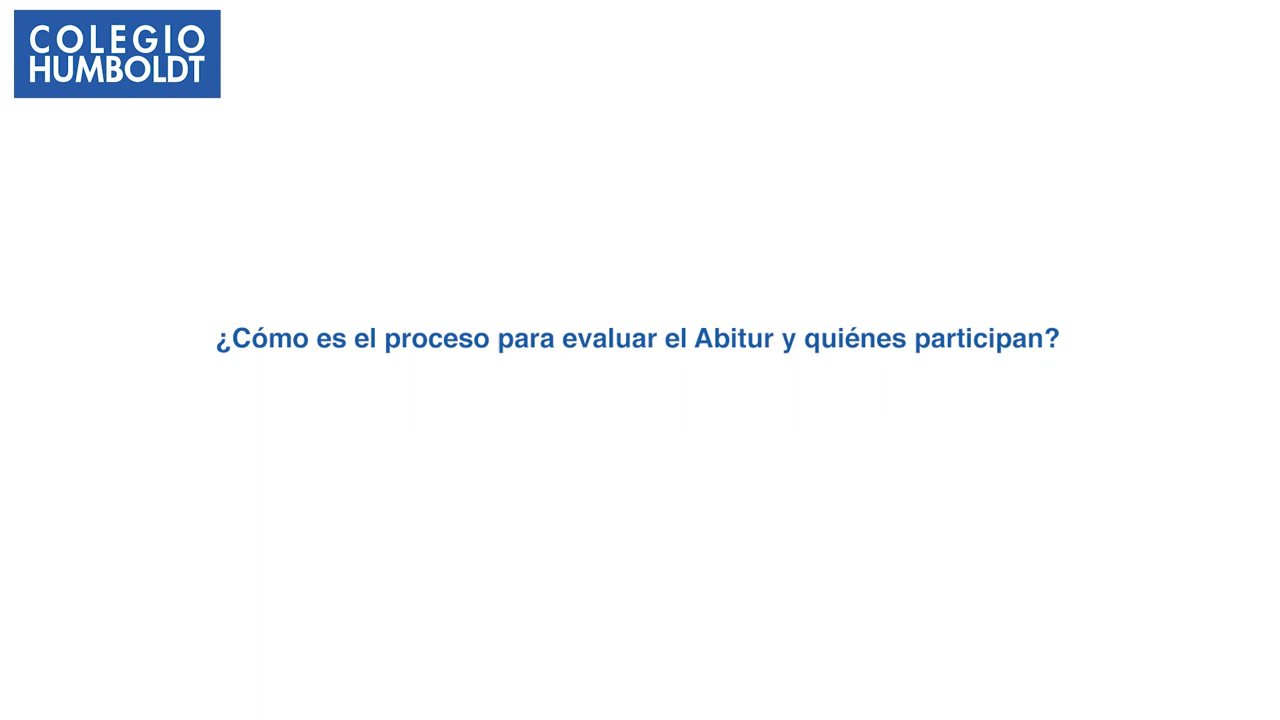 COLEGIO
HUMBOLDT
¿Cómo es el proceso para evaluar el Abitur y quiénes participan?